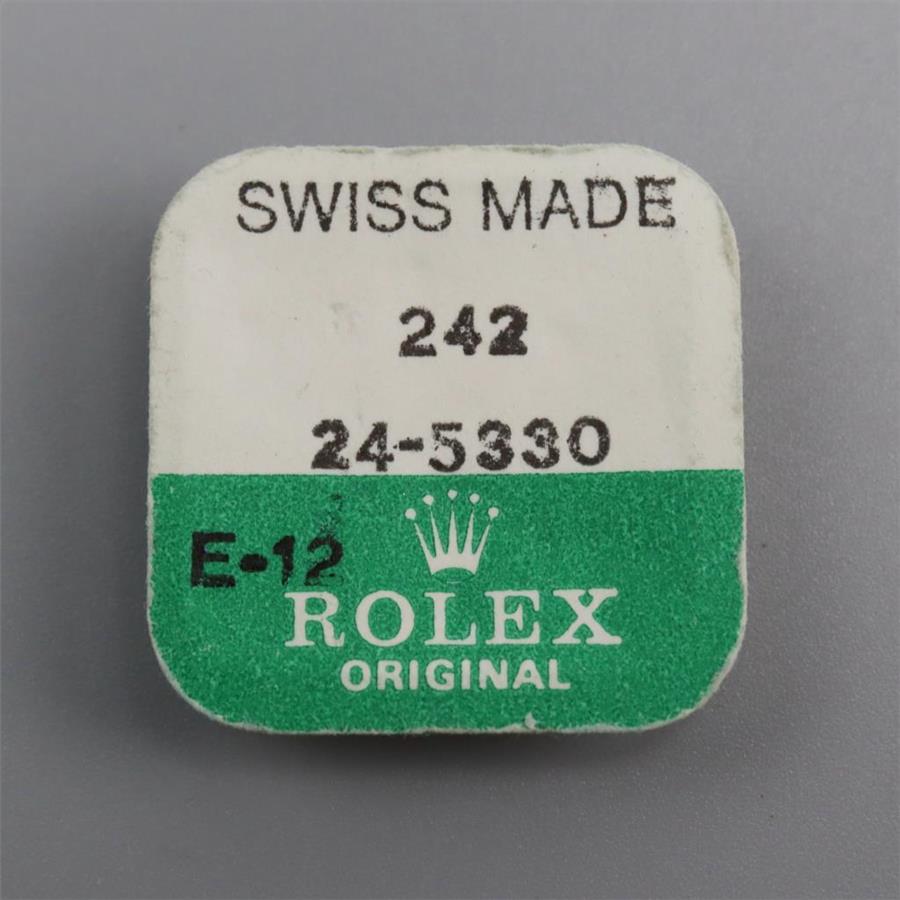 SWISS MADE
242
24-5330
E-12
ROLEX
ORIGINAL